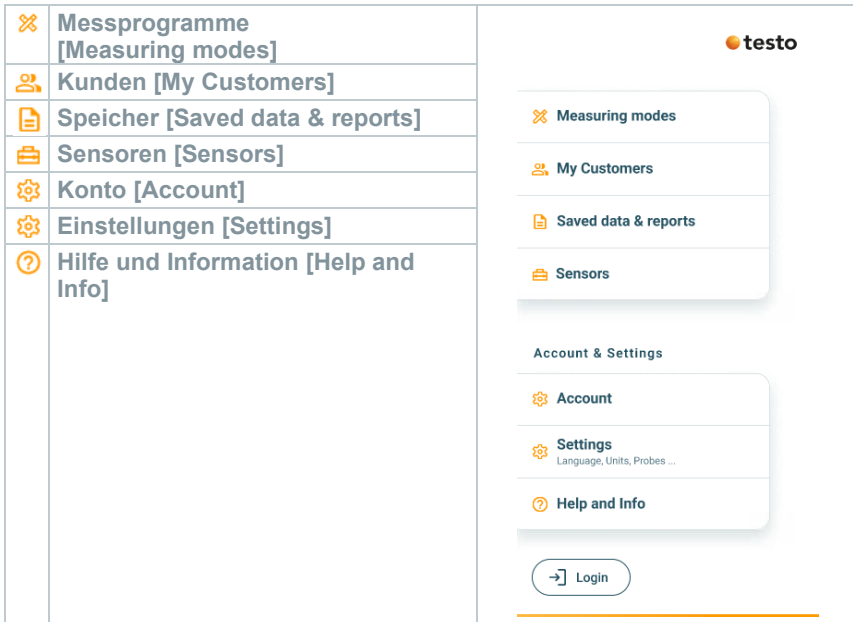 Messprogramme
[Measuring modes]
Kunden [My Customers]
Speicher [Saved data & reports]
Sensoren [Sensors]
Konto [Account]
Einstellungen [Settings]
Hilfe und Information [Help and
Info]
testo
Measuring modes
My Customers
Saved data & reports
Sensors
Account & Settings
Account
Settings
Language, Units, Probes ...
Help and Info
Login